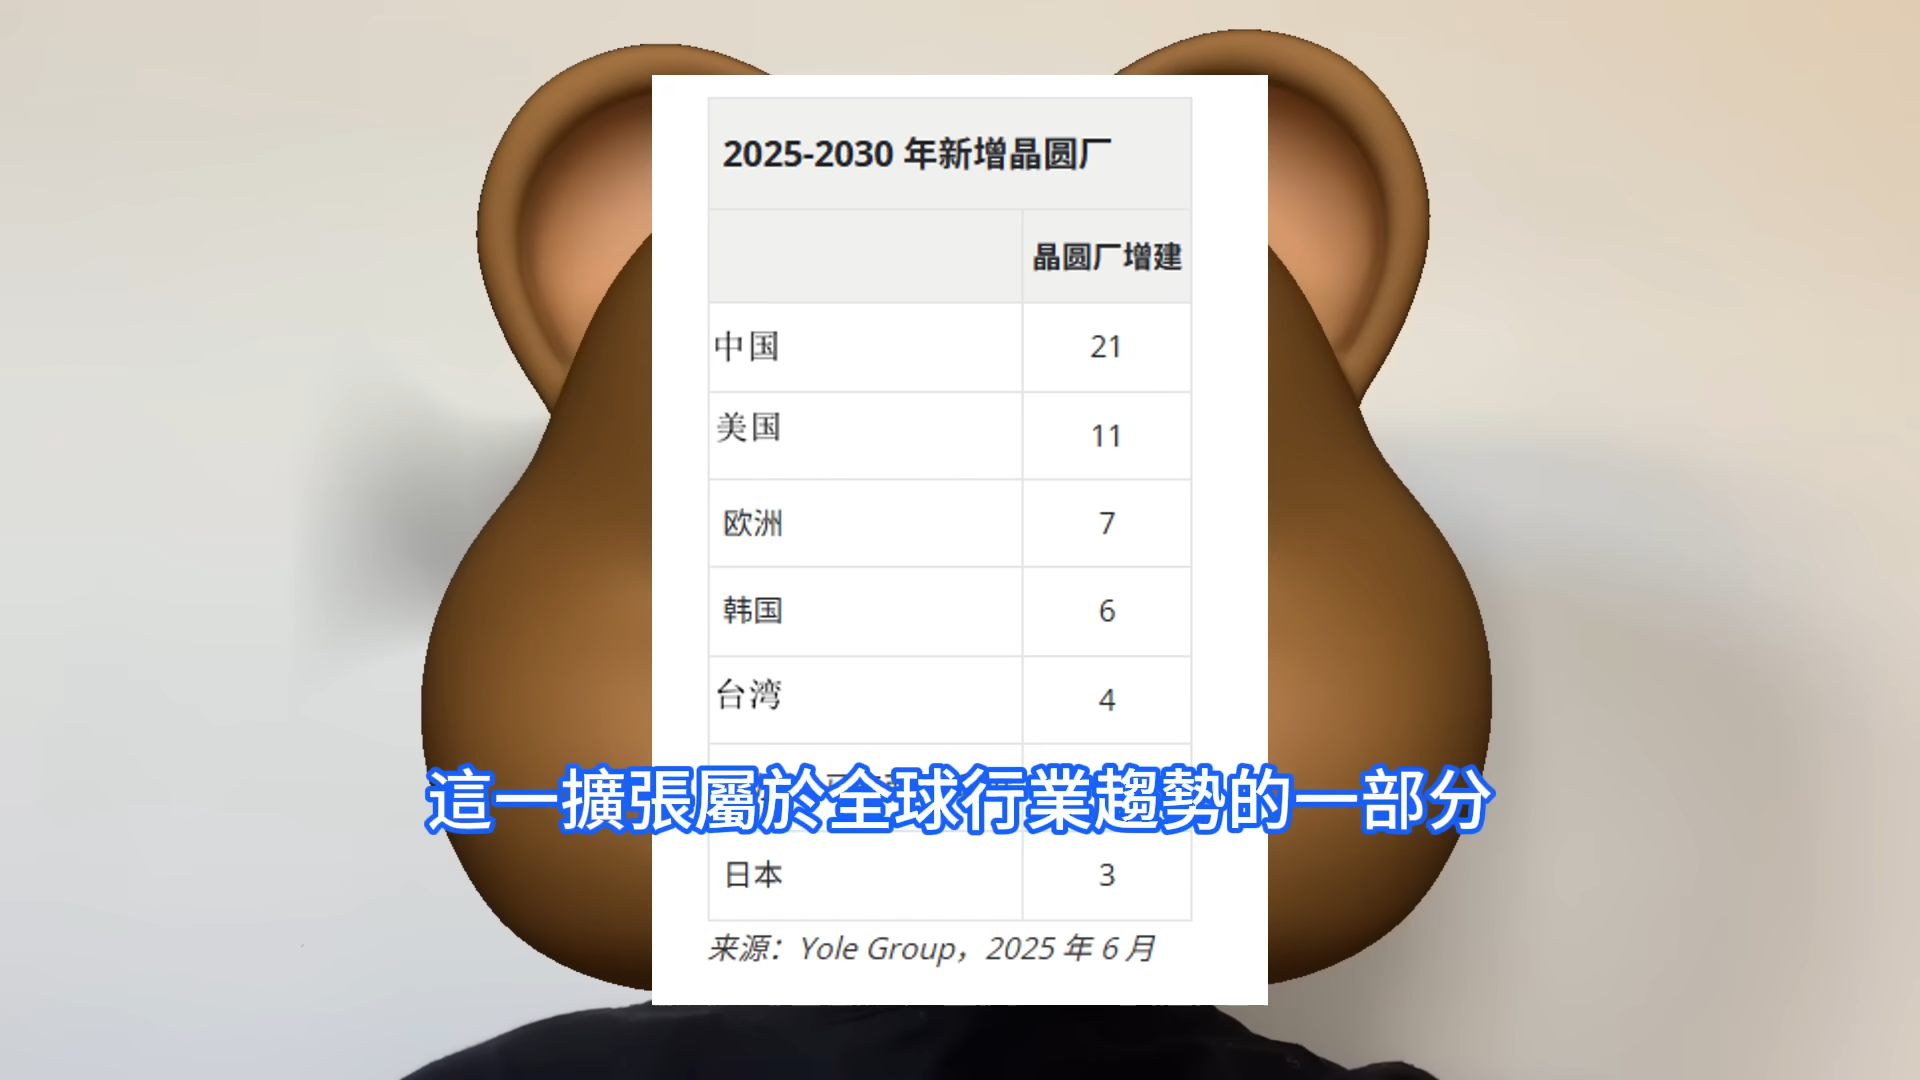 2025-2030 年新增晶圆厂
晶圆厂增建
中国 21
美国 11
欧洲 7
韩国 6
台湾 4
這一擴張屬於全球行業趨勢的一部分
日本 3
来源：Yole Group，2025 年 6 月